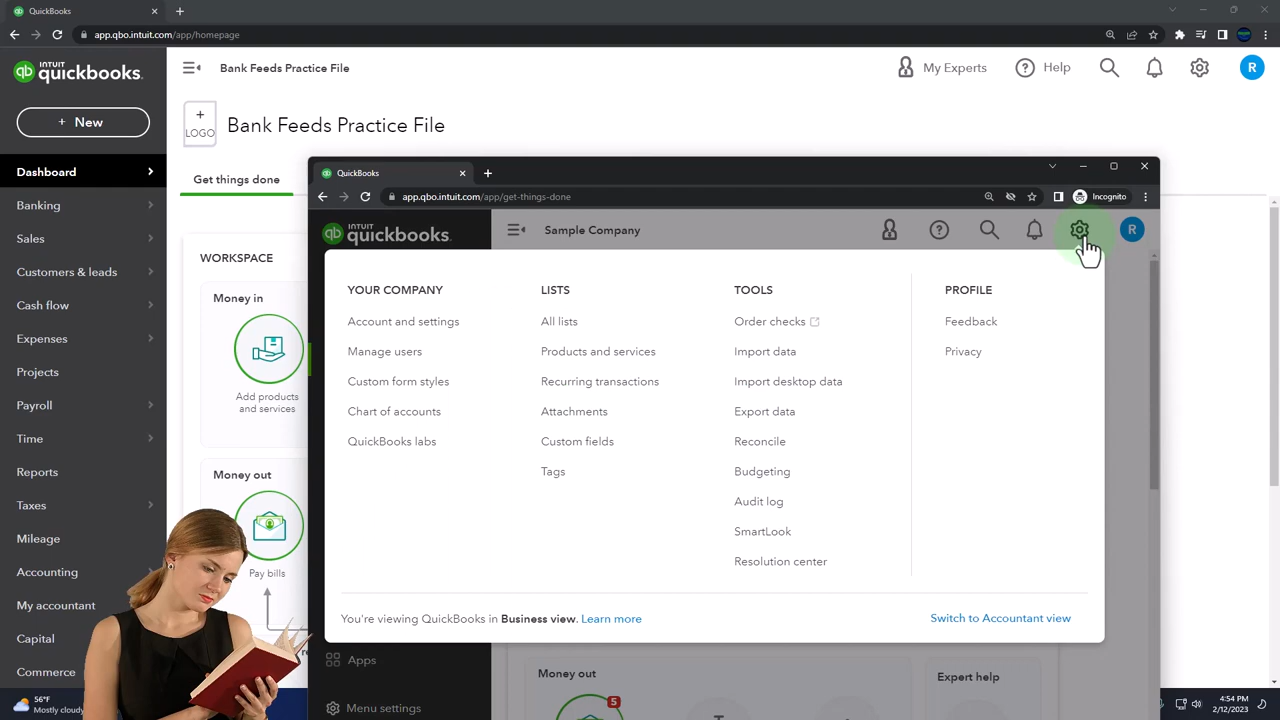 QuickBooks
app.qbo.intuit.com/app/homepage
INTUIT
quickbooks.
Bank Feeds Practice File
My Experts
Help
R
+ New
+
LOGO
Bank Feeds Practice File
Dashboard
Banking
Sales
Customers & leads
Cash flow
Expenses
Projects
Payroll
Time
Reports
Taxes
Mileage
Accounting
My accountant
Capital
Commerce
Get things done
WORKSPACE
Money in
Add products
and services
Money out
Pay bills
QuickBooks
app.qbo.intuit.com/app/get-things-done
Incognito
INTUIT
quickbooks.
Sample Company
R
YOUR COMPANY
Account and settings
Manage users
Custom form styles
Chart of accounts
QuickBooks labs
LISTS
All lists
Products and services
Recurring transactions
Attachments
Custom fields
Tags
TOOLS
Order checks
Import data
Import desktop data
Export data
Reconcile
Budgeting
Audit log
SmartLook
Resolution center
PROFILE
Feedback
Privacy
You're viewing QuickBooks in Business view. Learn more
Switch to Accountant view
Apps
Menu settings
Money out
5
Expert help
56°F
Mostly cloudy
4:54 PM
2/12/2023